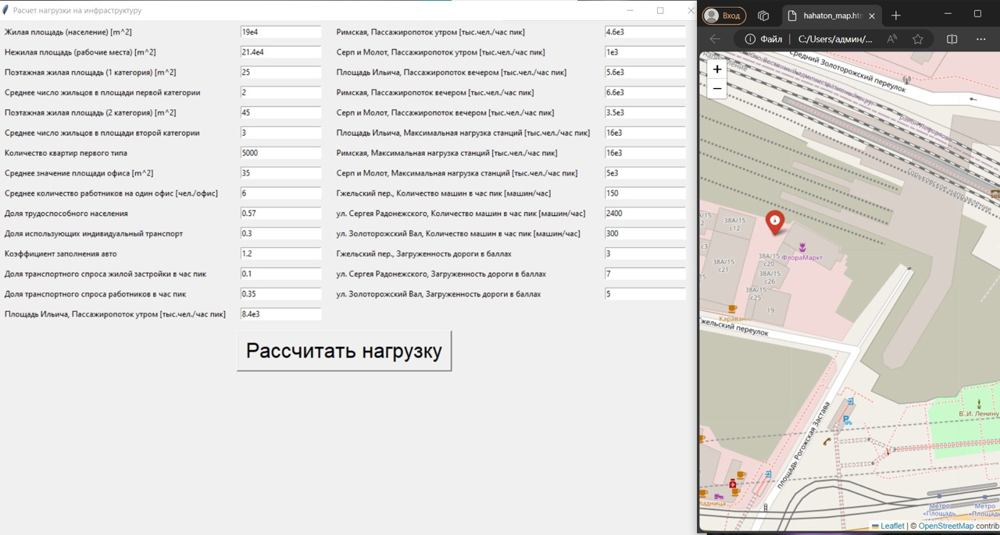 Расчет нагрузки на инфраструктуру
Жилая площадь (население) [m^2] 19e4
Нежилая площадь (рабочие места) [m^2] 21.4e4
Поэтажная жилая площадь (1 категория) [m^2] 25
Среднее число жильцов в площади первой категории 2
Поэтажная жилая площадь (2 категория) [m^2] 45
Среднее число жильцов в площади второй категории 3
Количество квартир первого типа 5000
Среднее значение площади офиса [m^2] 35
Среднее количество работников на один офис [чел./офис] 6
Доля трудоспособного населения 0.57
Доля использующих индивидуальный транспорт 0.3
Коэффициент заполнения авто 1.2
Доля транспортного спроса жилой застройки в час пик 0.1
Доля транспортного спроса работников в час пик 0.35
Площадь Ильича, Пассажиропоток утром [тыс.чел./час пик] 8.4e3
Римская, Пассажиропоток утром [тыс.чел./час пик] 4.6e3
Серп и Молот, Пассажиропоток утром [тыс.чел./час пик] 1e3
Площадь Ильича, Пассажиропоток вечером [тыс.чел./час пик] 5.6e3
Римская, Пассажиропоток вечером [тыс.чел./час пик] 6.6e3
Серп и Молот, Пассажиропоток вечером [тыс.чел./час пик] 3.5e3
Площадь Ильича, Максимальная нагрузка станций [тыс.чел./час пик] 16e3
Римская, Максимальная нагрузка станций [тыс.чел./час пик] 16e3
Серп и Молот, Максимальная нагрузка станций [тыс.чел./час пик] 5e3
Гжельский пер., Количество машин в час пик [машин/час] 150
ул. Сергея Радонежского, Количество машин в час пик [машин/час] 2400
ул. Золоторожский Вал, Количество машин в час пик [машин/час] 300
Гжельский пер., Загруженность дороги в баллах 3
ул. Сергея Радонежского, Загруженность дороги в баллах 7
ул. Золоторожский Вал, Загруженность дороги в баллах 5
Рассчитать нагрузку
Вход
hahaton_map.htm
Файл
C:/Users/админ/...
+
−
Средний Золоторожский переулок
район Лефортово
Горьковское направление
38А/15
с12
с3
38А/15
с21
38А/15
с20
38А/15
с26
38А/15
с25
19
ФлораМаркт
Караван
жельский переулок
площадь Рогожская Застава
В. И. Ленину
ладница
Метро
«Площадь
Метро
«Площадь
Leaflet | © OpenStreetMap contrib